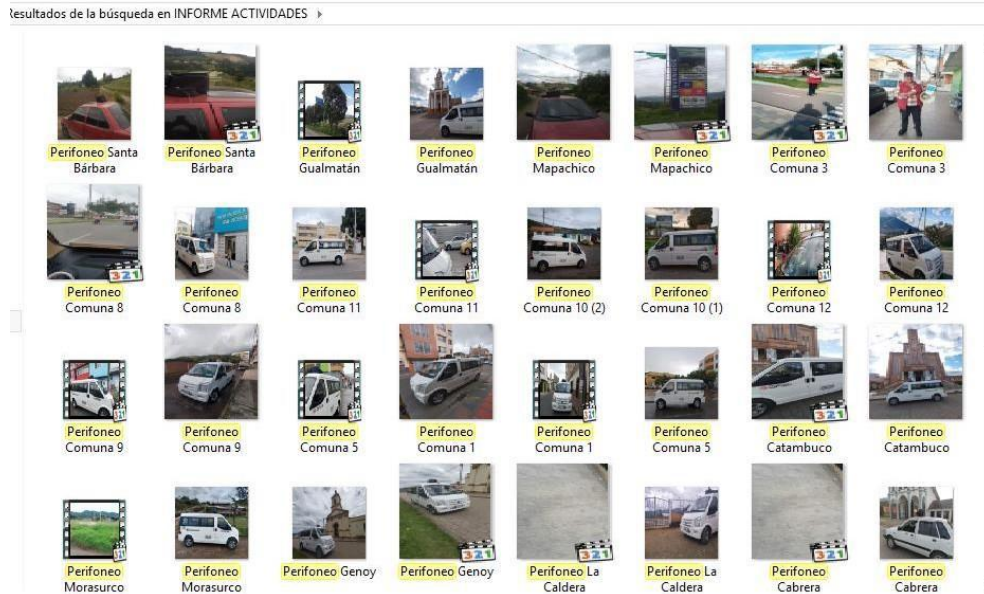 Resultados de la búsqueda en INFORME ACTIVIDADES
Perifoneo Santa Bárbara
Perifoneo Santa Bárbara
Perifoneo Gualmatán
Perifoneo Gualmatán
Perifoneo Mapachico
Perifoneo Mapachico
Perifoneo Comuna 3
Perifoneo Comuna 3
Perifoneo Comuna 8
Perifoneo Comuna 8
Perifoneo Comuna 11
Perifoneo Comuna 11
Perifoneo Comuna 10 (2)
Perifoneo Comuna 10 (1)
Perifoneo Comuna 12
Perifoneo Comuna 12
Perifoneo Comuna 9
Perifoneo Comuna 9
Perifoneo Comuna 5
Perifoneo Comuna 1
Perifoneo Comuna 1
Perifoneo Comuna 5
Perifoneo Catambuco
Perifoneo Catambuco
Perifoneo Morasurco
Perifoneo Morasurco
Perifoneo Genoy
Perifoneo Genoy
Perifoneo La Caldera
Perifoneo La Caldera
Perifoneo Cabrera
Perifoneo Cabrera